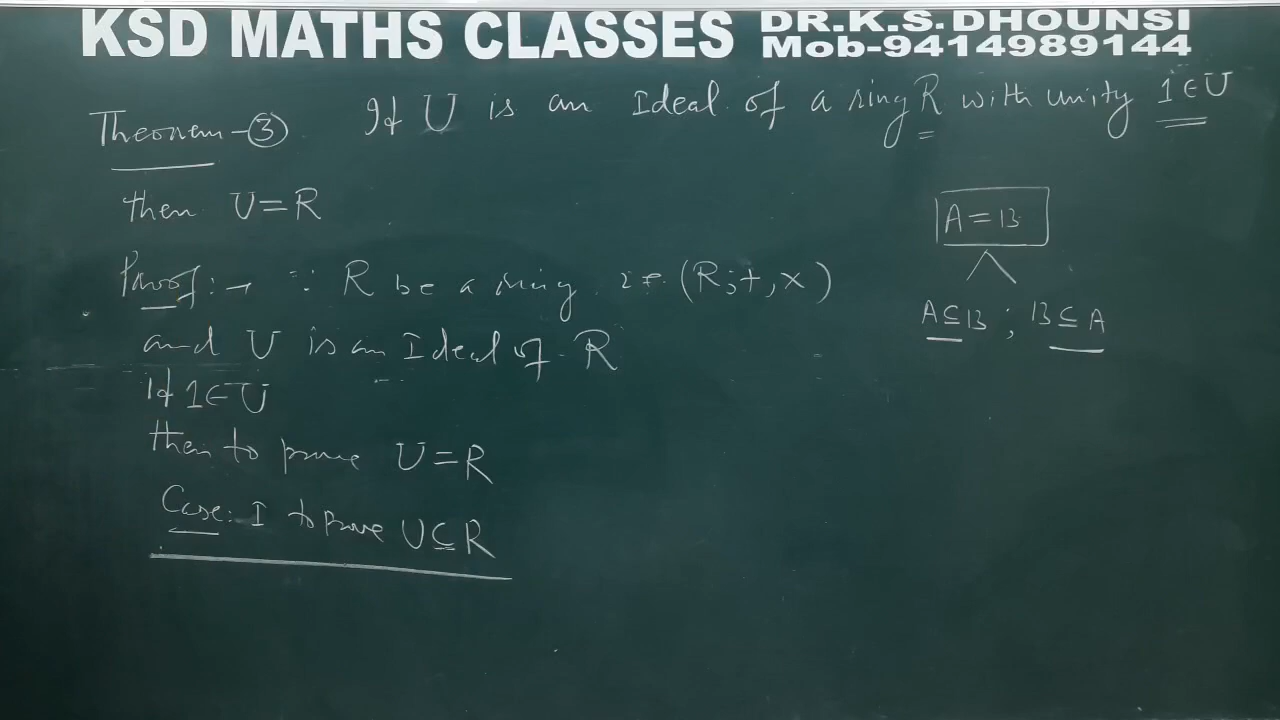 KSD MATHS CLASSES DR.K.S.DHOUNSI
Mob-9414989144
Theorem-③ If U is an Ideal of a ring R with unity 1∈U
then U=R
Proof:→ ∵ R be a ring i.e. (R;+,×)
and U is an Ideal of R
If 1∈U
then to prove U=R
Case: I to prove U⊆R
A=B
A⊆B ; B⊆A